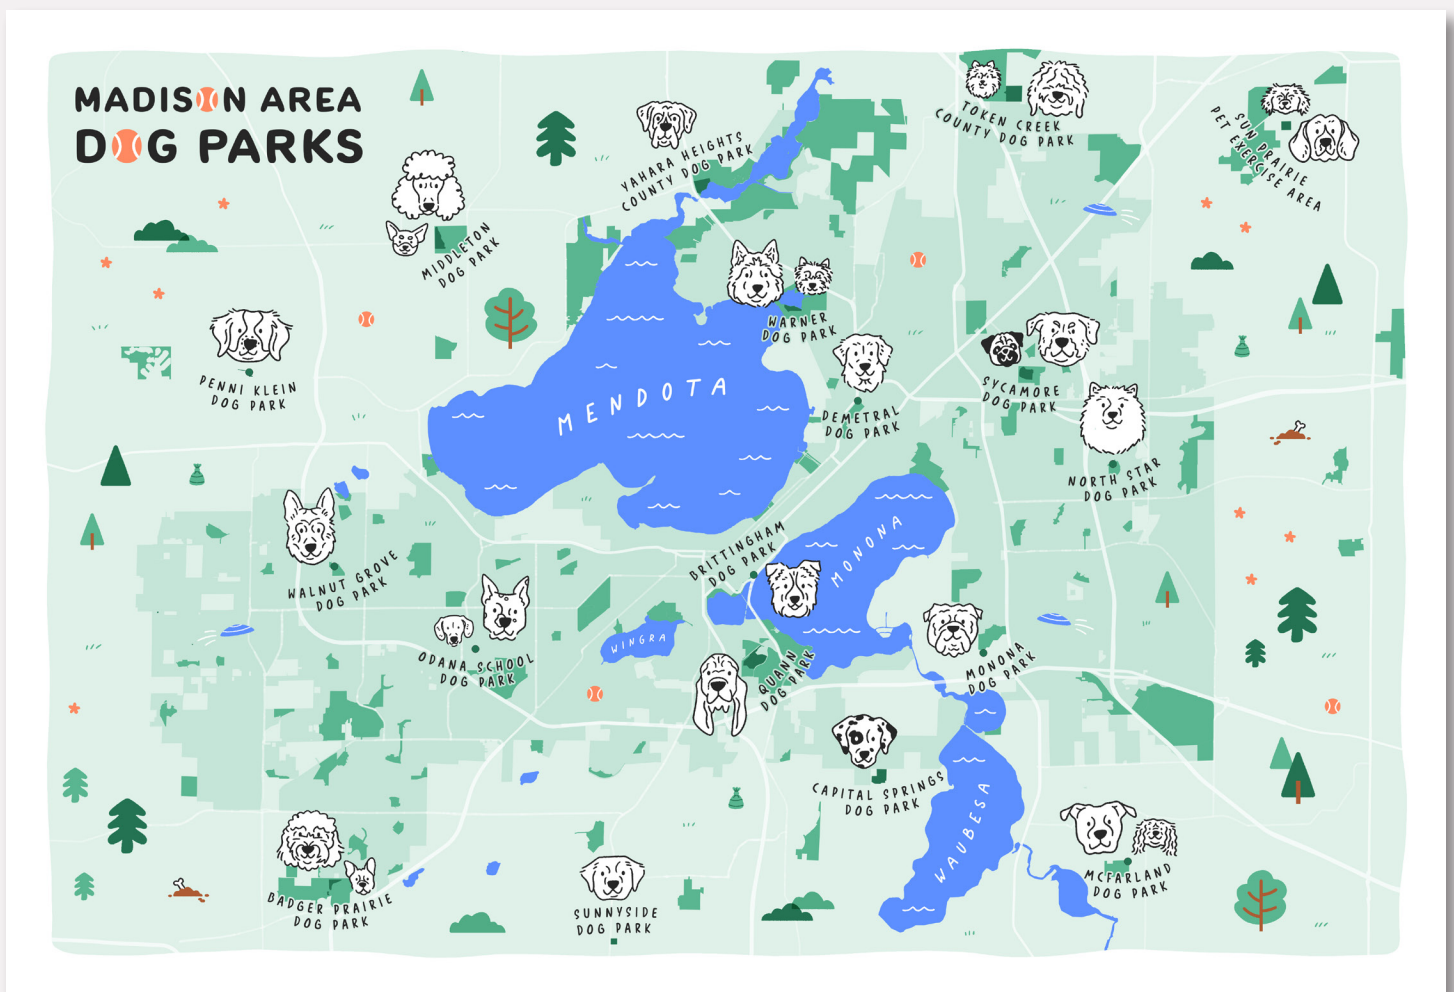 MADISON AREA
DOG PARKS
YAHARA HEIGHTS
COUNTY DOG PARK
TOKEN CREEK
COUNTY DOG PARK
SUN PRAIRIE
PET EXERCISE AREA
MIDDLETON
DOG PARK
WARNER
DOG PARK
PENNI KLEIN
DOG PARK
MENDOTA
DEMETRAL
DOG PARK
SYCAMORE
DOG PARK
NORTH STAR
DOG PARK
WALNUT GROVE
DOG PARK
BRITTINGHAM
DOG PARK
MONONA
WINGRA
ODANA SCHOOL
DOG PARK
QUANN
DOG PARK
MONONA
DOG PARK
CAPITAL SPRINGS
DOG PARK
WAUBESA
BADGER PRAIRIE
DOG PARK
SUNNYSIDE
DOG PARK
MCFARLAND
DOG PARK